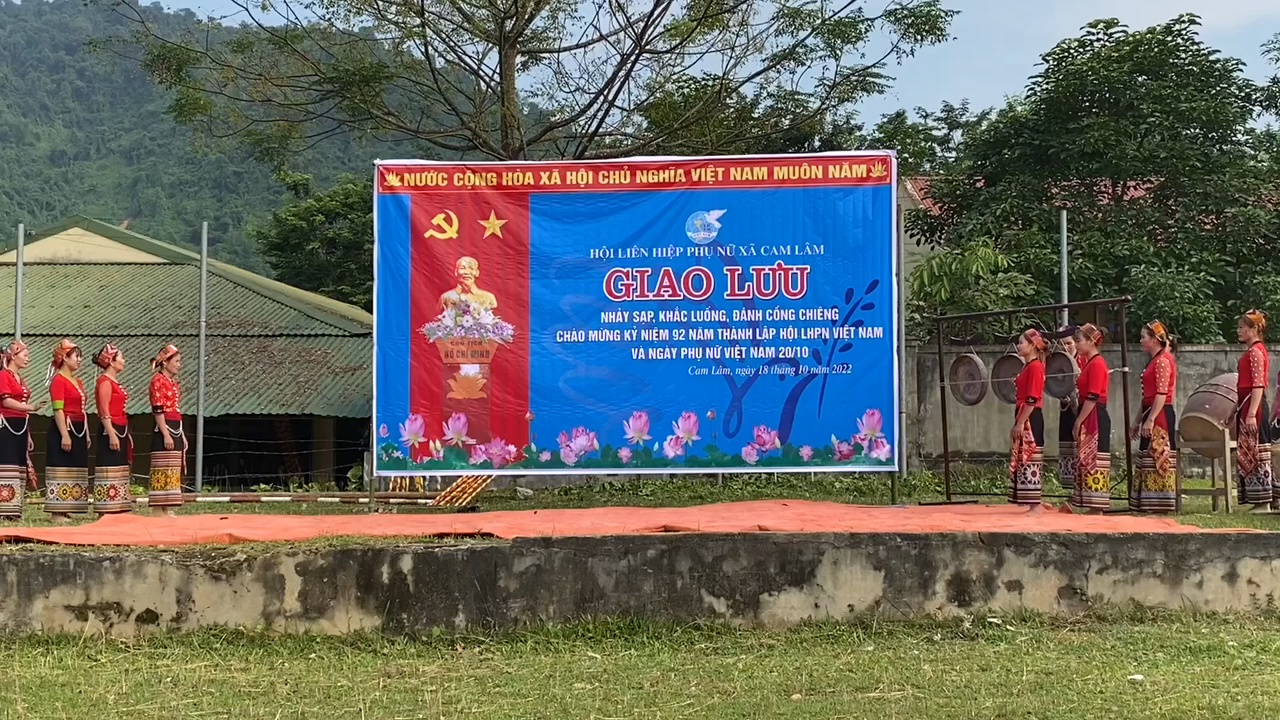 NƯỚC CỘNG HÒA XÃ HỘI CHỦ NGHĨA VIỆT NAM MUÔN NĂM
HỘI LIÊN HIỆP PHỤ NỮ XÃ CAM LÂM
GIAO LƯU
NHẢY SẠP, KHẮC LUỐNG, ĐÁNH CỒNG CHIÊNG
CHÀO MỪNG KỶ NIỆM 92 NĂM THÀNH LẬP HỘI LHPN VIỆT NAM
VÀ NGÀY PHỤ NỮ VIỆT NAM 20/10
Cam Lâm, ngày 18 tháng 10 năm 2022
CHỦ TỊCH
HỒ CHÍ MINH